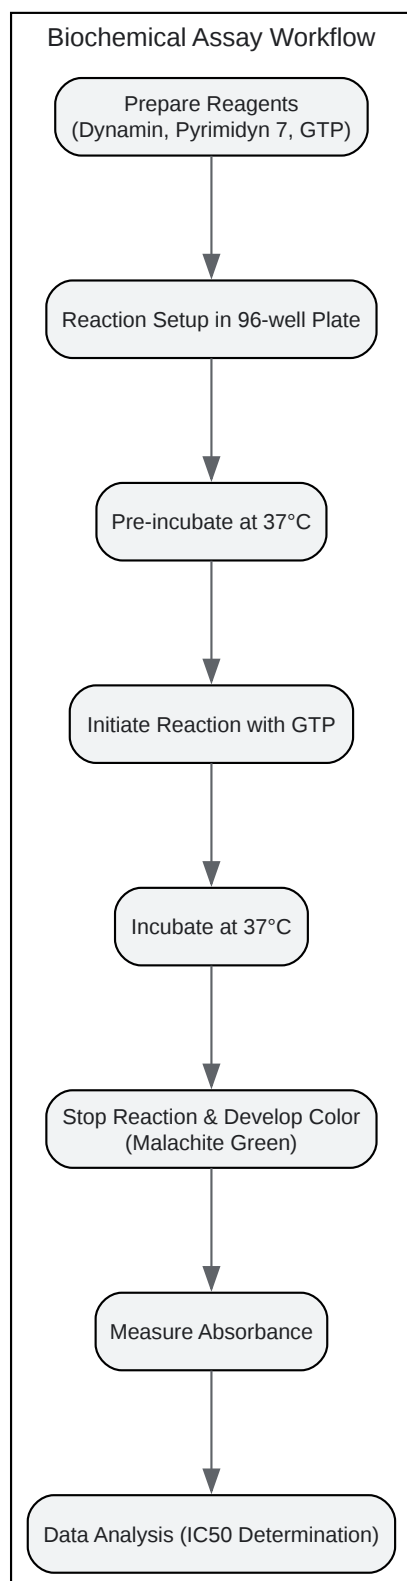 Biochemical Assay Workflow
Prepare Reagents
(Dynamin, Pyrimidyn 7, GTP)
Reaction Setup in 96-well Plate
Pre-incubate at 37°C
Initiate Reaction with GTP
Incubate at 37°C
Stop Reaction & Develop Color
(Malachite Green)
Measure Absorbance
Data Analysis (IC50 Determination)